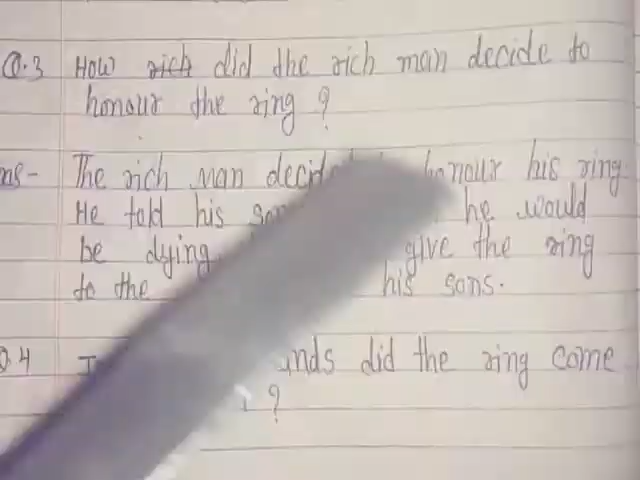 Q.3 How rich did the rich man decide to
honour the ring ?
ns- The rich man decid honour his ring.
He told his he would
be dying give the ring
to the his sons.
Q.4 did the ring come
?